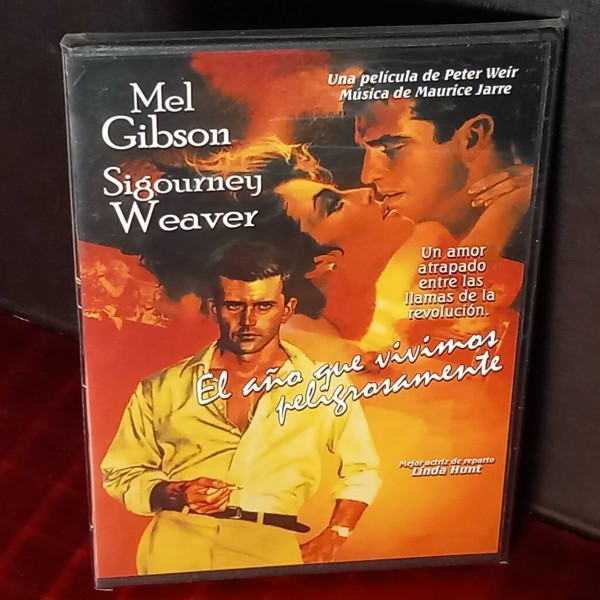 Mel
Gibson
Sigourney
Weaver
Una película de Peter Weir
Música de Maurice Jarre
Un amor
atrapado
entre las
llamas de la
revolución.
El año que vivimos
peligrosamente
Mejor actriz de reparto
Linda Hunt